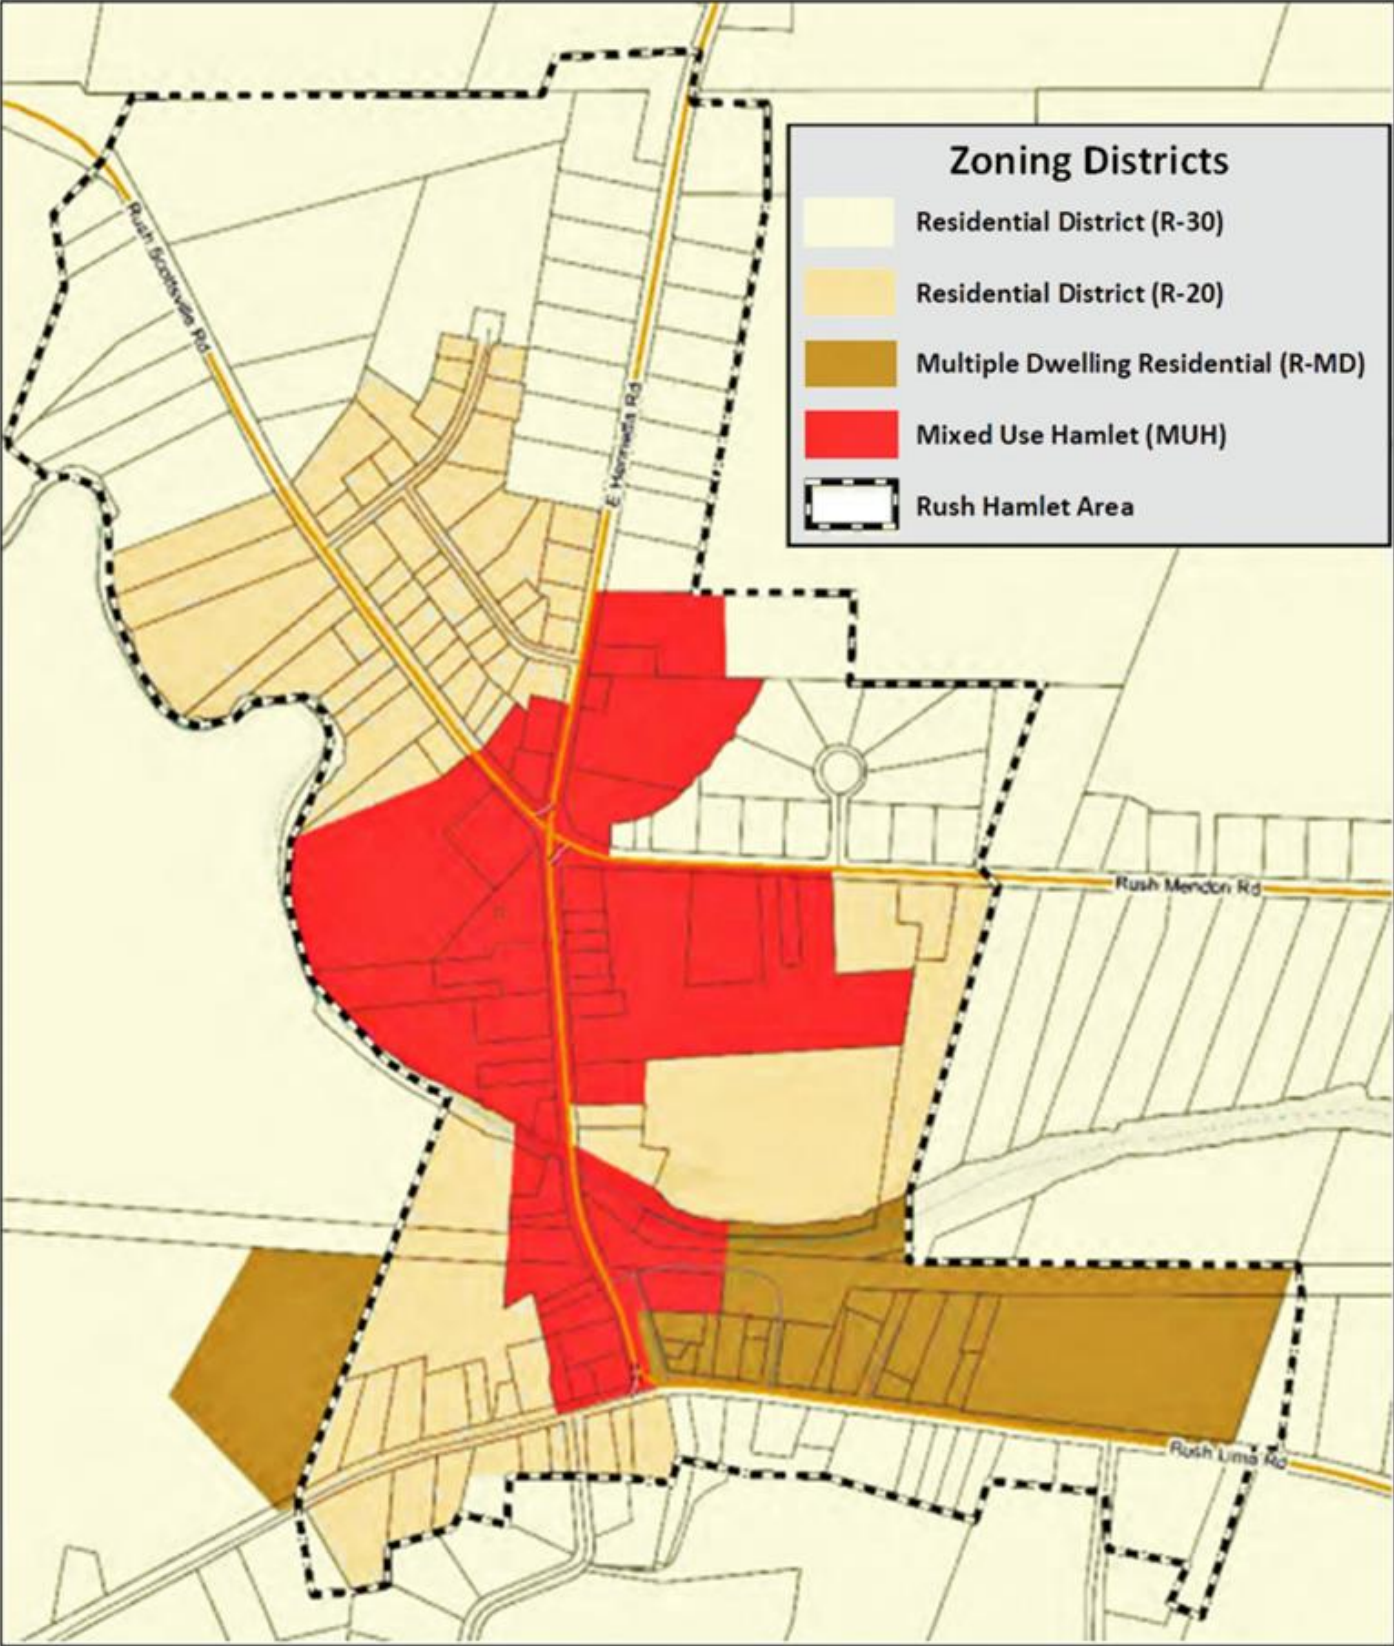 Zoning Districts
Residential District (R-30)
Residential District (R-20)
Multiple Dwelling Residential (R-MD)
Mixed Use Hamlet (MUH)
Rush Hamlet Area
Rush Scottsville Rd
E Henrietta Rd
Rush Mendon Rd
Rush Lima Rd